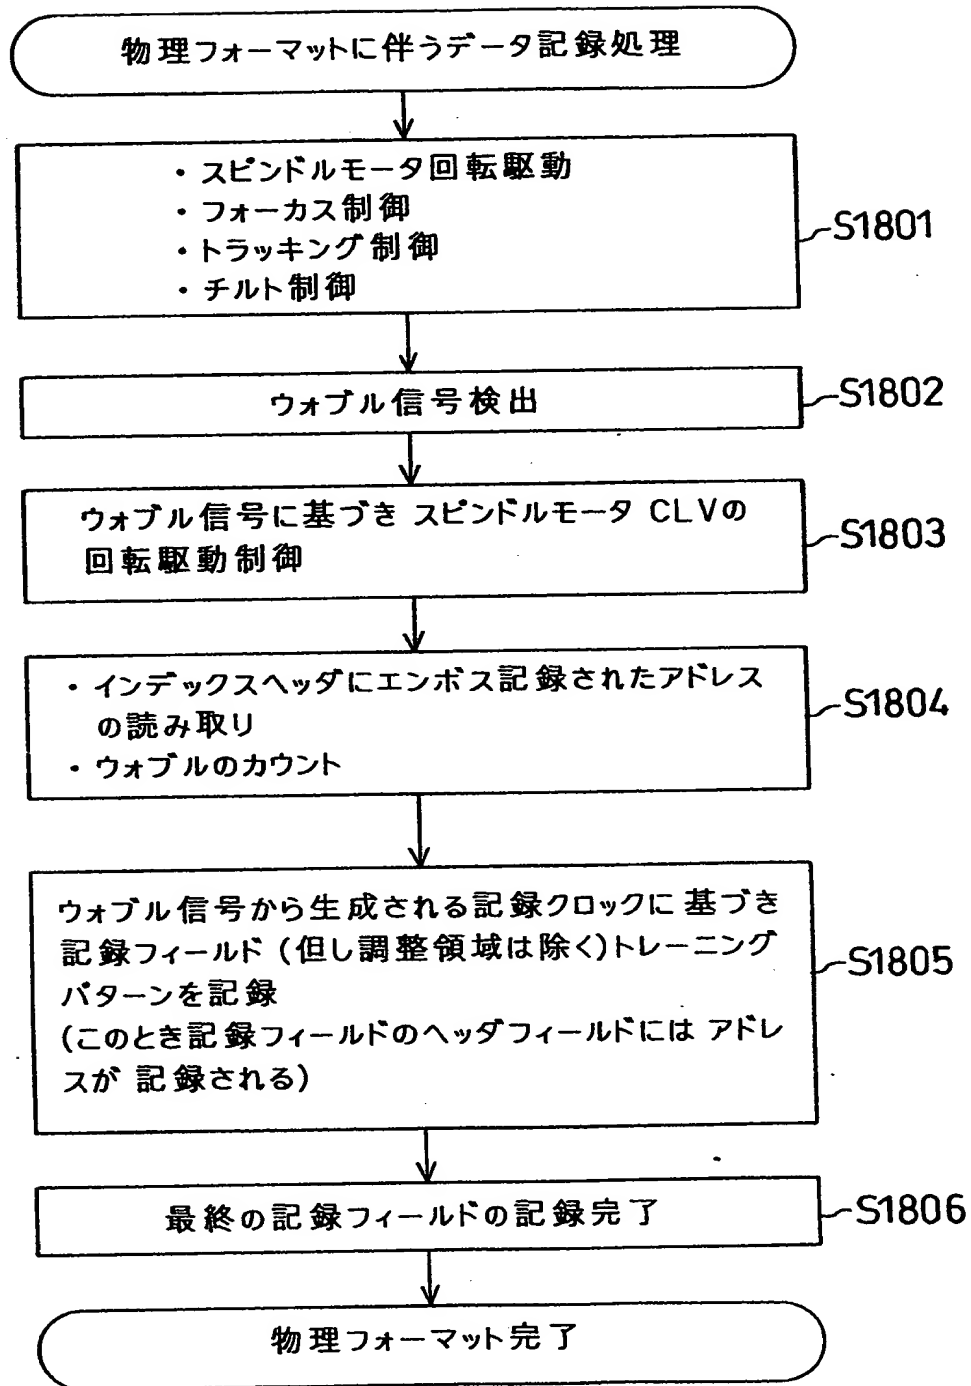 物理フォーマットに伴うデータ記録処理
・スピンドルモータ回転駆動
・フォーカス制御
・トラッキング制御
・チルト制御
S1801
ウォブル信号検出
S1802
ウォブル信号に基づき スピンドルモータ CLVの
回転駆動制御
S1803
・インデックスヘッダにエンボス記録されたアドレス
の読み取り
・ウォブルのカウント
S1804
ウォブル信号から生成される記録クロックに基づき
記録フィールド (但し調整領域は除く)トレーニング
パターンを記録
(このとき記録フィールドのヘッダフィールドには アドレ
スが 記録される)
S1805
最終の記録フィールドの記録完了
S1806
物理フォーマット完了